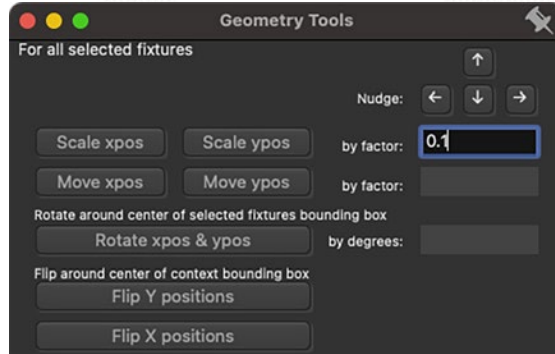 Geometry Tools
For all selected fixtures
↑
Nudge: ← ↓ →
Scale xpos Scale ypos by factor: 0.1
Move xpos Move ypos by factor:
Rotate around center of selected fixtures bounding box
Rotate xpos & ypos by degrees:
Flip around center of context bounding box
Flip Y positions
Flip X positions